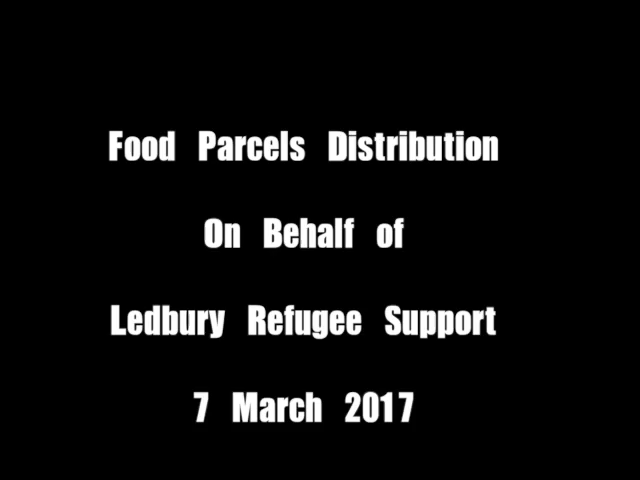 Food Parcels Distribution
On Behalf of
Ledbury Refugee Support
7 March 2017